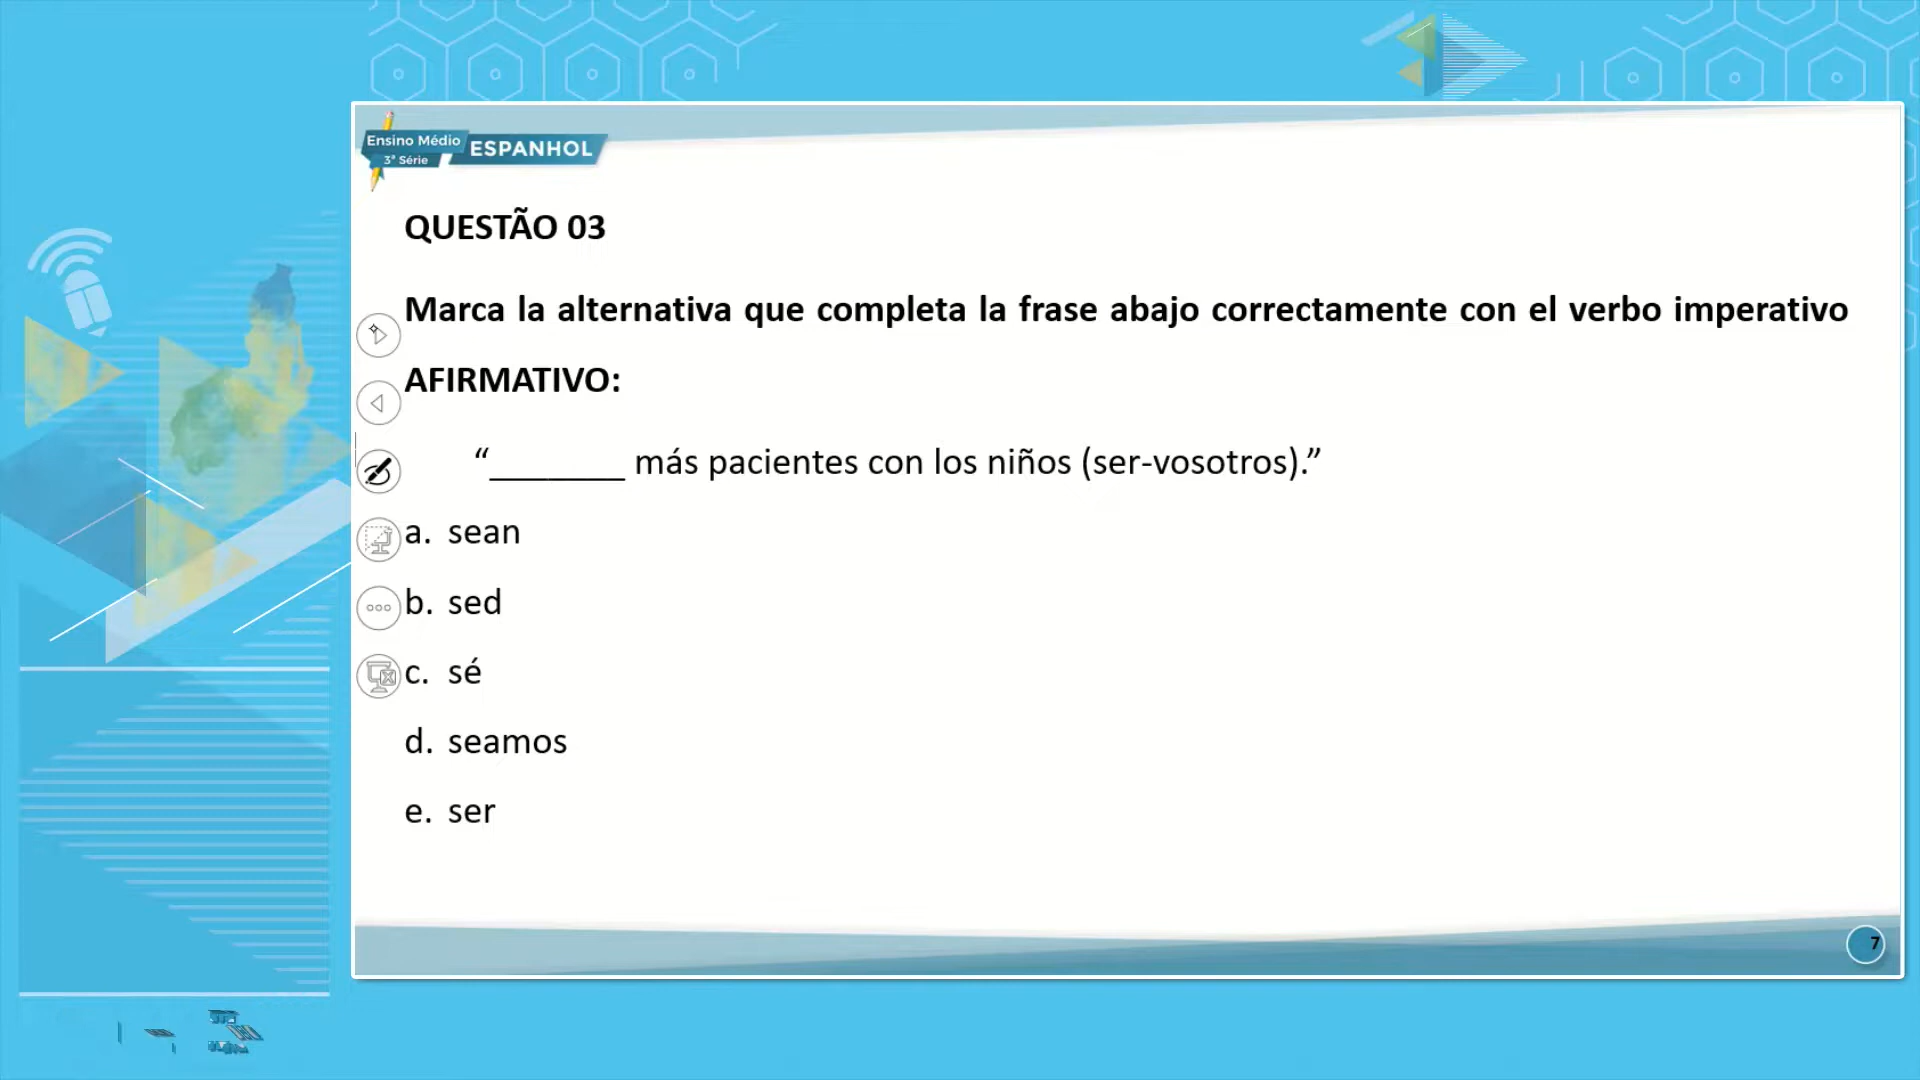 Ensino Médio
3ª Série
ESPANHOL
QUESTÃO 03
Marca la alternativa que completa la frase abajo correctamente con el verbo imperativo
AFIRMATIVO:
“_______ más pacientes con los niños (ser-vosotros).”
a. sean
b. sed
c. sé
d. seamos
e. ser
7